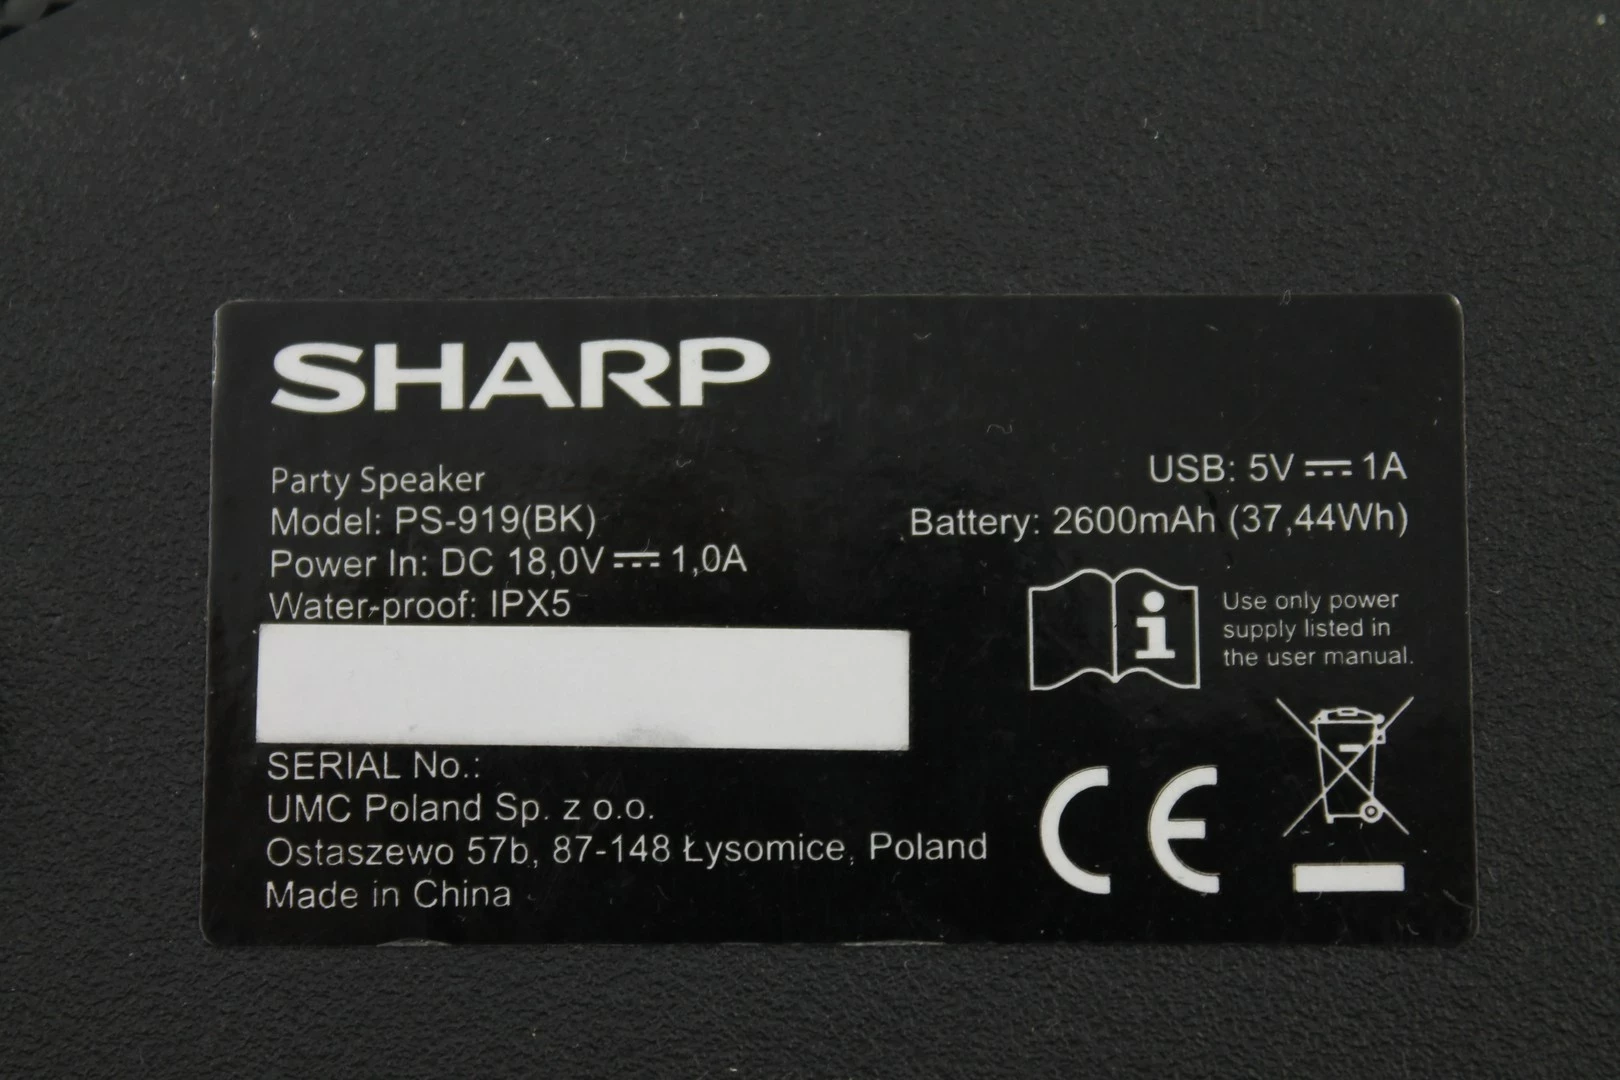 SHARP
Party Speaker
Model: PS-919(BK)
Power In: DC 18,0V ⎓ 1,0A
Water-proof: IPX5
USB: 5V ⎓ 1A
Battery: 2600mAh (37,44Wh)
Use only power
supply listed in
the user manual.
SERIAL No.:
UMC Poland Sp. z o.o.
Ostaszewo 57b, 87-148 Łysomice, Poland
Made in China
CE